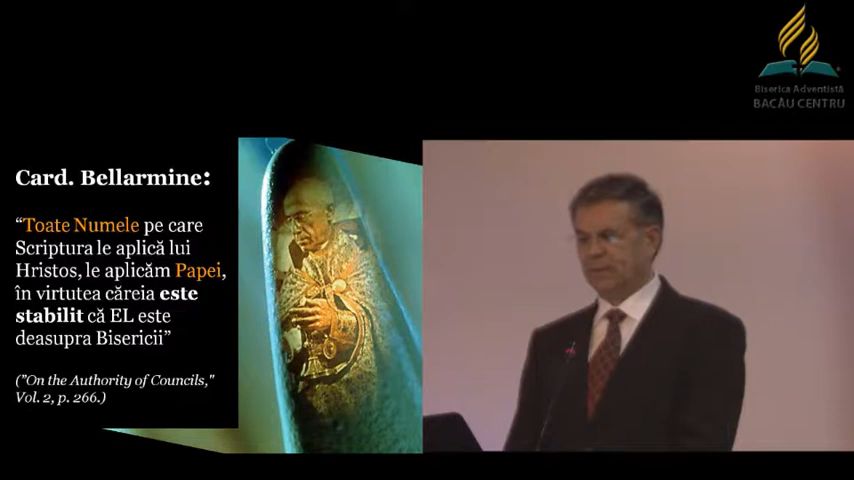 Biserica Adventistă
BACĂU CENTRU
Card. Bellarmine:
“Toate Numele pe care
Scriptura le aplică lui
Hristos, le aplicăm Papei,
în virtutea căreia este
stabilit că EL este
deasupra Bisericii”
("On the Authority of Councils,"
Vol. 2, p. 266.)